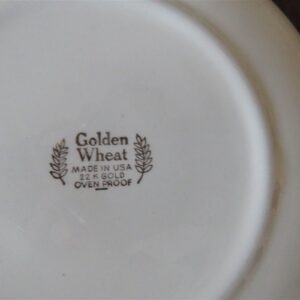 Golden
Wheat
MADE IN USA
22 K GOLD
OVEN PROOF